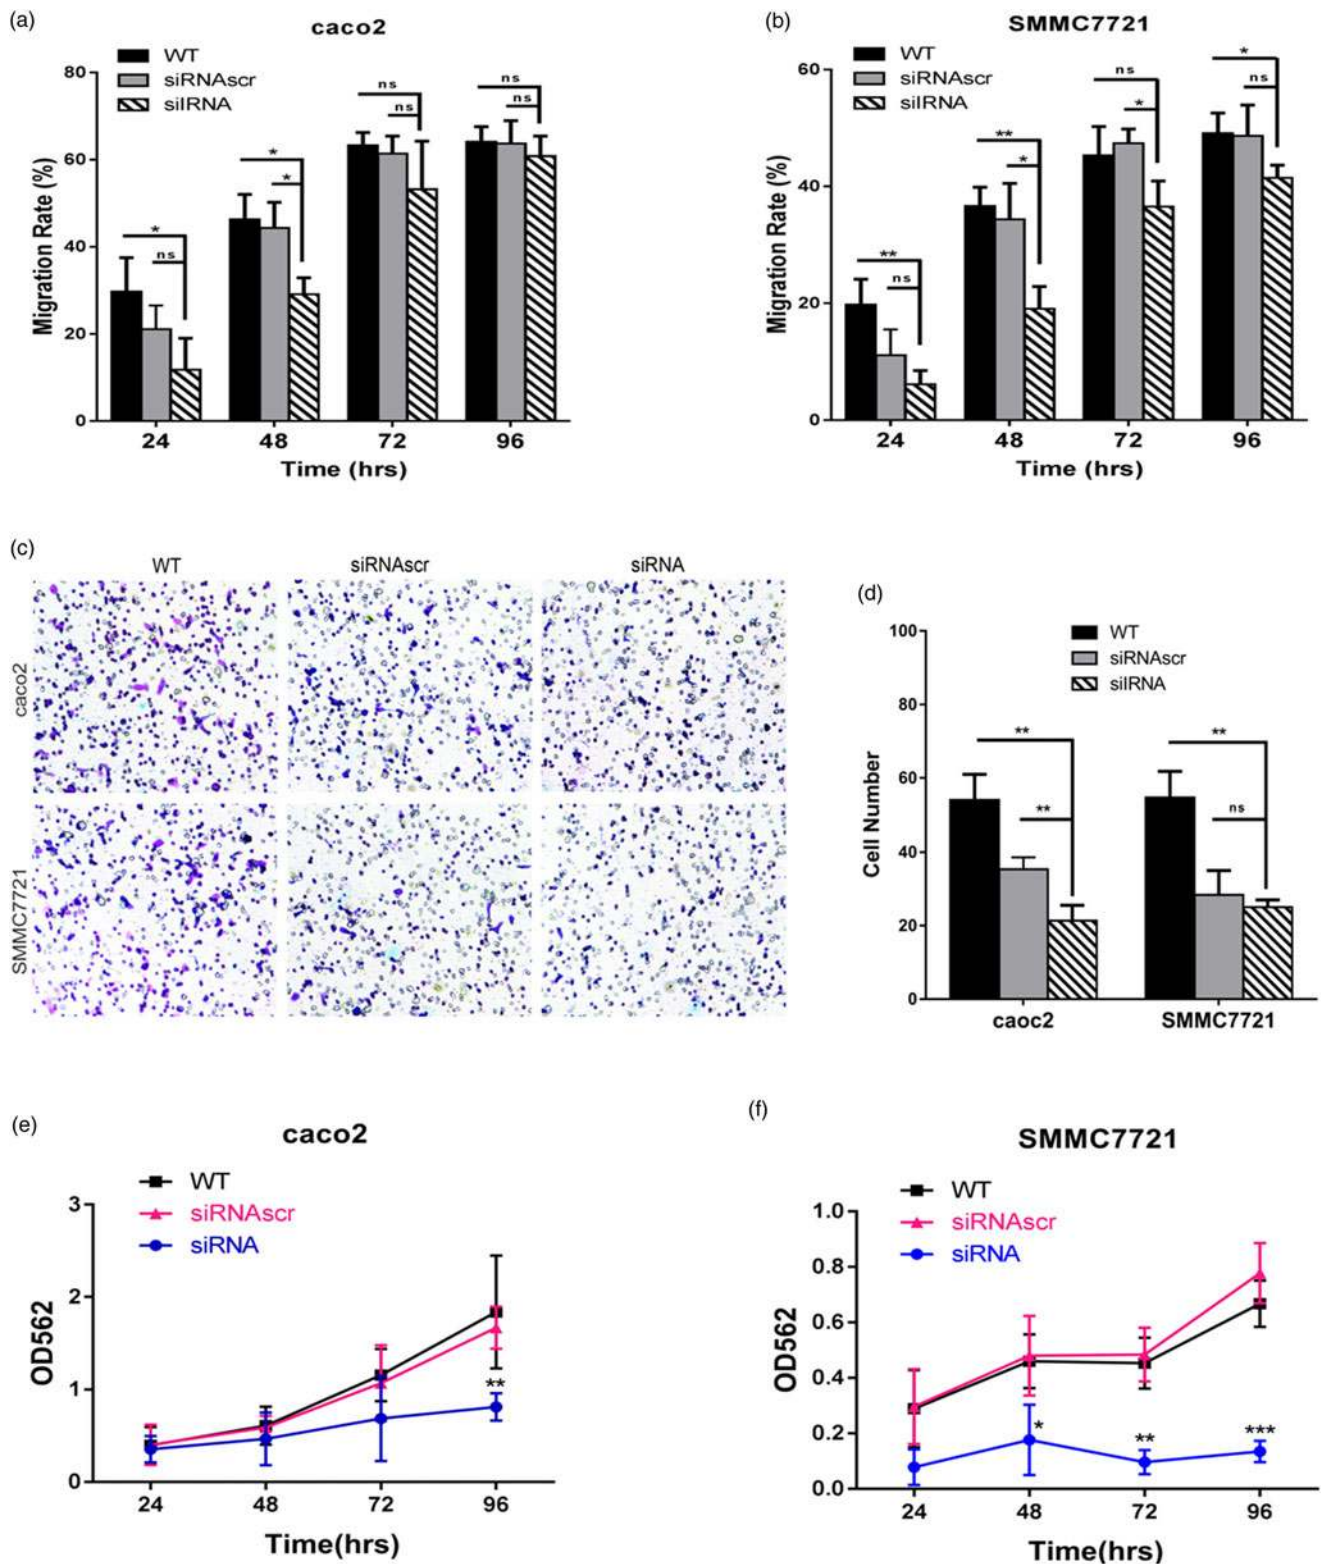 (a)
caco2
WT
siRNAscr
silRNA
80
60
40
20
0
Migration Rate (%)
*
ns
*
*
ns
ns
ns
ns
24 48 72 96
Time (hrs)
(b)
SMMC7721
WT
siRNAscr
silRNA
60
40
20
0
Migration Rate (%)
**
ns
**
*
ns
*
*
ns
24 48 72 96
Time (hrs)
(c)
WT siRNAscr siRNA
caco2
SMMC7721
(d)
WT
siRNAscr
silRNA
100
80
60
40
20
0
Cell Number
**
**
**
ns
caoc2 SMMC7721
(e)
caco2
WT
siRNAscr
siRNA
3
2
1
0
OD562
**
24 48 72 96
Time(hrs)
(f)
SMMC7721
WT
siRNAscr
siRNA
1.0
0.8
0.6
0.4
0.2
0.0
OD562
*
**
***
24 48 72 96
Time(hrs)